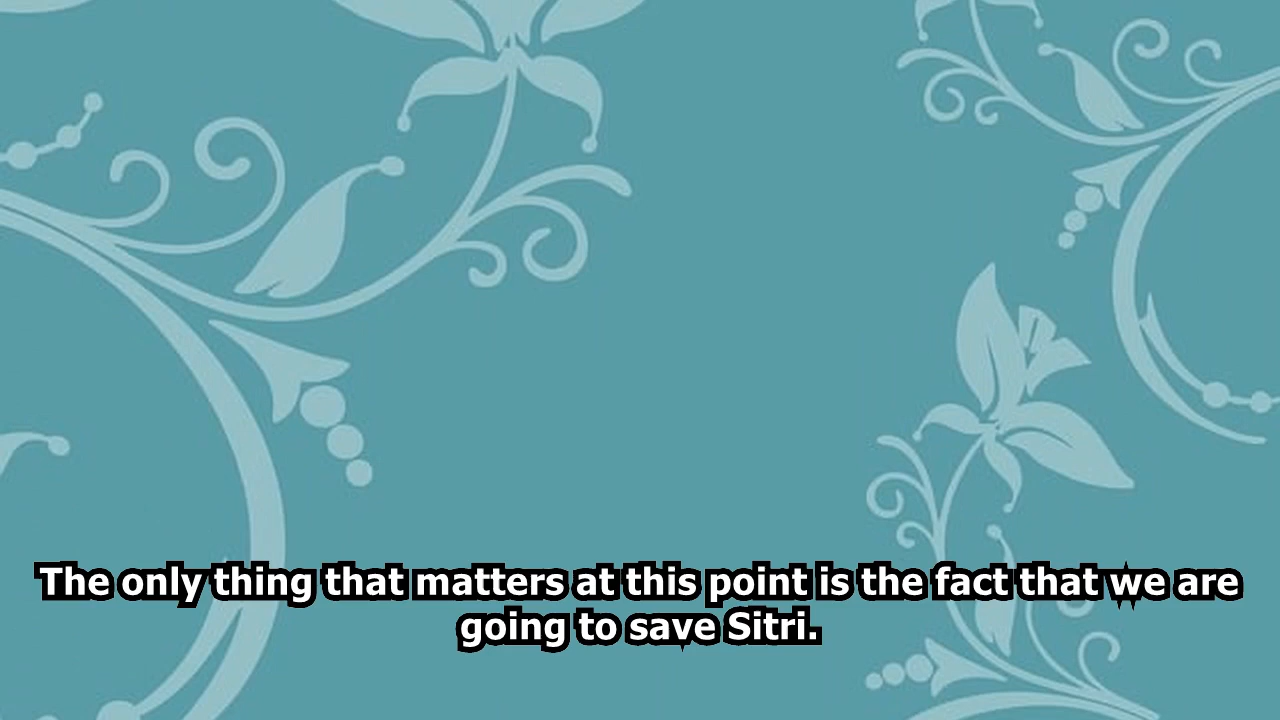 The only thing that matters at this point is the fact that we are
going to save Sitri.